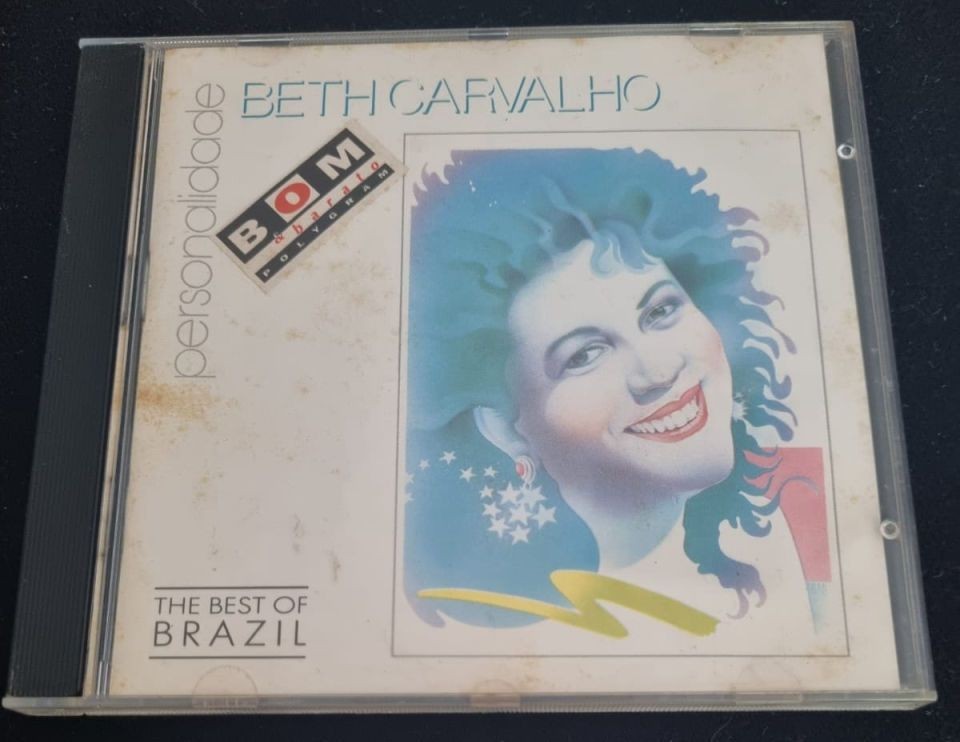 BETH CARVALHO
personalidade
BOM
& barato
POLYGRAM
THE BEST OF
BRAZIL